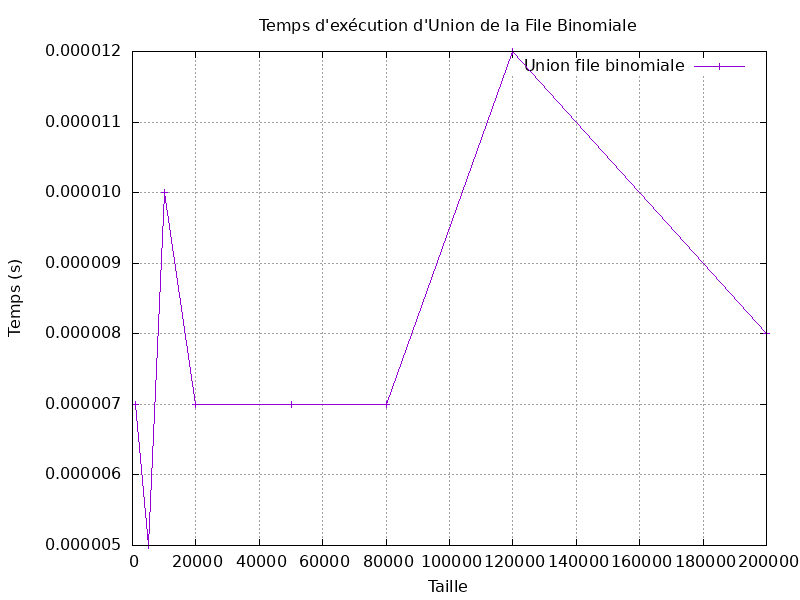 Temps d'exécution d'Union de la File Binomiale
0.000012
Union file binomiale
0.000011
0.000010
0.000009
Temps (s)
0.000008
0.000007
0.000006
0.000005
0 20000 40000 60000 80000 100000 120000 140000 160000 180000 200000
Taille